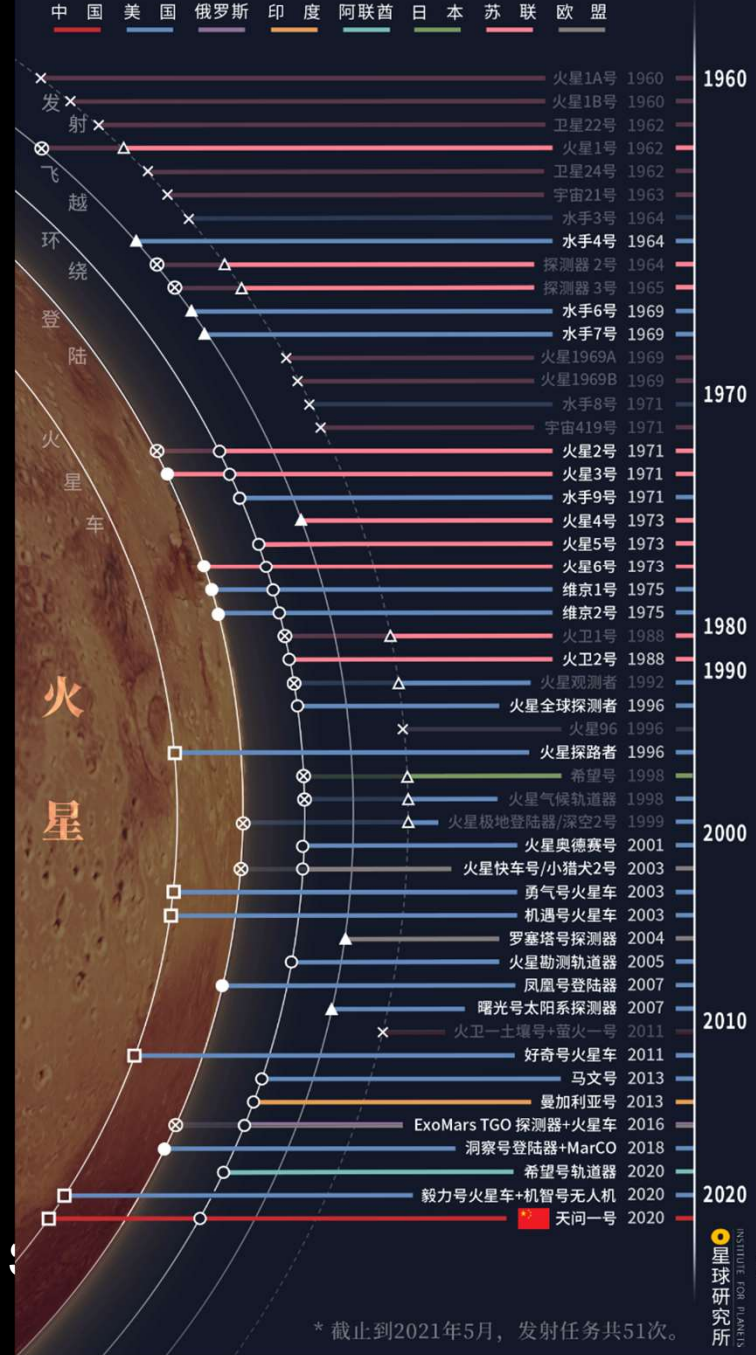 中 国 美 国 俄罗斯 印 度 阿联酋 日 本 苏 联 欧 盟
火星1A号 1960
1960
火星1B号 1960
卫星22号 1962
火星1号 1962
卫星24号 1962
宇宙21号 1963
水手3号 1964
水手4号 1964
探测器 2号 1964
探测器 3号 1965
水手6号 1969
水手7号 1969
火星1969A 1969
火星1969B 1969
1970
水手8号 1971
宇宙419号 1971
火星2号 1971
火星3号 1971
水手9号 1971
火星4号 1973
火星5号 1973
火星6号 1973
维京1号 1975
维京2号 1975
1980
火卫1号 1988
火卫2号 1988
1990
火星观测者 1992
火星全球探测者 1996
火星96 1996
火星探路者 1996
希望号 1998
火星气候轨道器 1998
火星极地登陆器/深空2号 1999
2000
火星奥德赛号 2001
火星快车号/小猎犬2号 2003
勇气号火星车 2003
机遇号火星车 2003
罗塞塔号探测器 2004
火星勘测轨道器 2005
凤凰号登陆器 2007
曙光号太阳系探测器 2007
2010
火卫一土壤号+萤火一号 2011
好奇号火星车 2011
马文号 2013
曼加利亚号 2013
ExoMars TGO 探测器+火星车 2016
洞察号登陆器+MarCO 2018
希望号轨道器 2020
毅力号火星车+机智号无人机 2020
2020
天问一号 2020
发射
飞越
环绕
登陆
火星车
火星
星球研究所
INSTITUTE FOR PLANETS
* 截止到2021年5月，发射任务共51次。